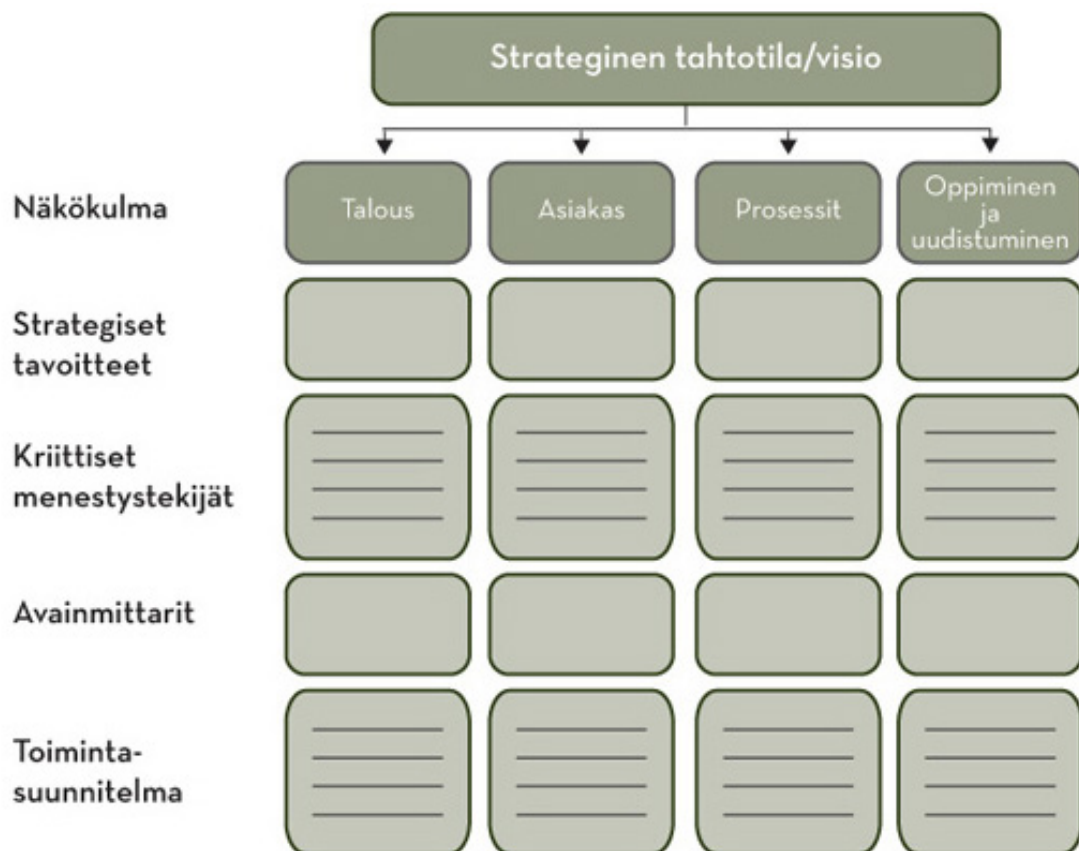 Strateginen tahtotila/visio
Näkökulma
Talous
Asiakas
Prosessit
Oppiminen
ja
uudistuminen
Strategiset
tavoitteet
Kriittiset
menestystekijät
Avainmittarit
Toiminta-
suunnitelma